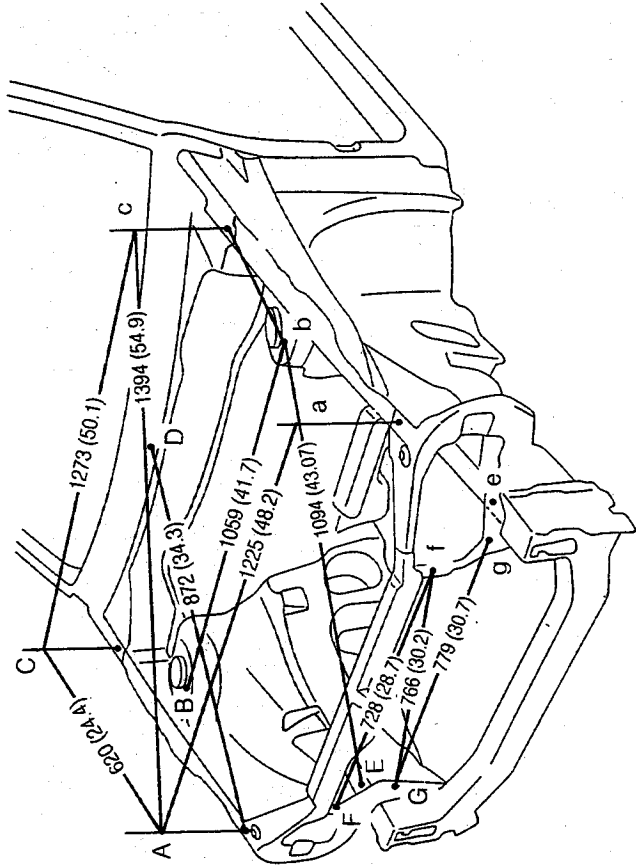 C
c
1273 (50.1)
620 (24.4)
1394 (54.9)
A
D
B
872 (34.3)
1059 (41.7)
1225 (48.2)
b
a
1094 (43.07)
F
E
728 (28.7)
f
766 (30.2)
G
779 (30.7)
g
e